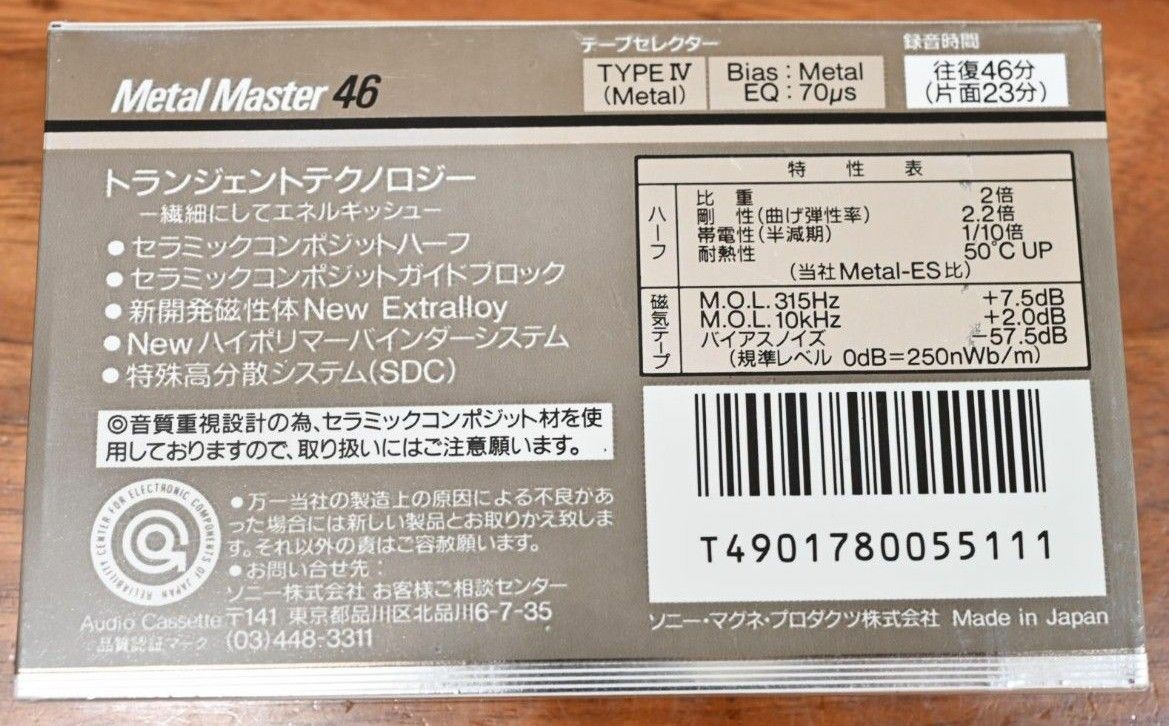 Metal Master 46
テープセレクター
TYPE Ⅳ
(Metal)
Bias : Metal
EQ : 70μs
録音時間
往復46分
(片面23分)
トランジェントテクノロジー
—繊細にしてエネルギッシュ—
●セラミックコンポジットハーフ
●セラミックコンポジットガイドブロック
●新開発磁性体New Extralloy
●Newハイポリマーバインダーシステム
●特殊高分散システム(SDC)
◎音質重視設計の為、セラミックコンポジット材を使
用しておりますので、取り扱いにはご注意願います。
特性表
ハーフ
比重 2倍
剛性(曲げ弾性率) 2.2倍
帯電性(半減期) 1/10倍
耐熱性 50°C UP
(当社Metal-ES比)
磁気テープ
M.O.L. 315Hz +7.5dB
M.O.L. 10kHz +2.0dB
バイアスノイズ -57.5dB
(規準レベル 0dB=250nWb/m)
RELIABILITY CENTER FOR ELECTRONIC COMPONENTS OF JAPAN
Audio Cassette
品質認証マーク
●万一当社の製造上の原因による不良があ
った場合には新しい製品とお取りかえ致しま
す。それ以外の責はご容赦願います。
●お問い合せ先:
ソニー株式会社 お客様ご相談センター
〒141 東京都品川区北品川6-7-35
(03)448-3311
T4901780055111
ソニー・マグネ・プロダクツ株式会社 Made in Japan